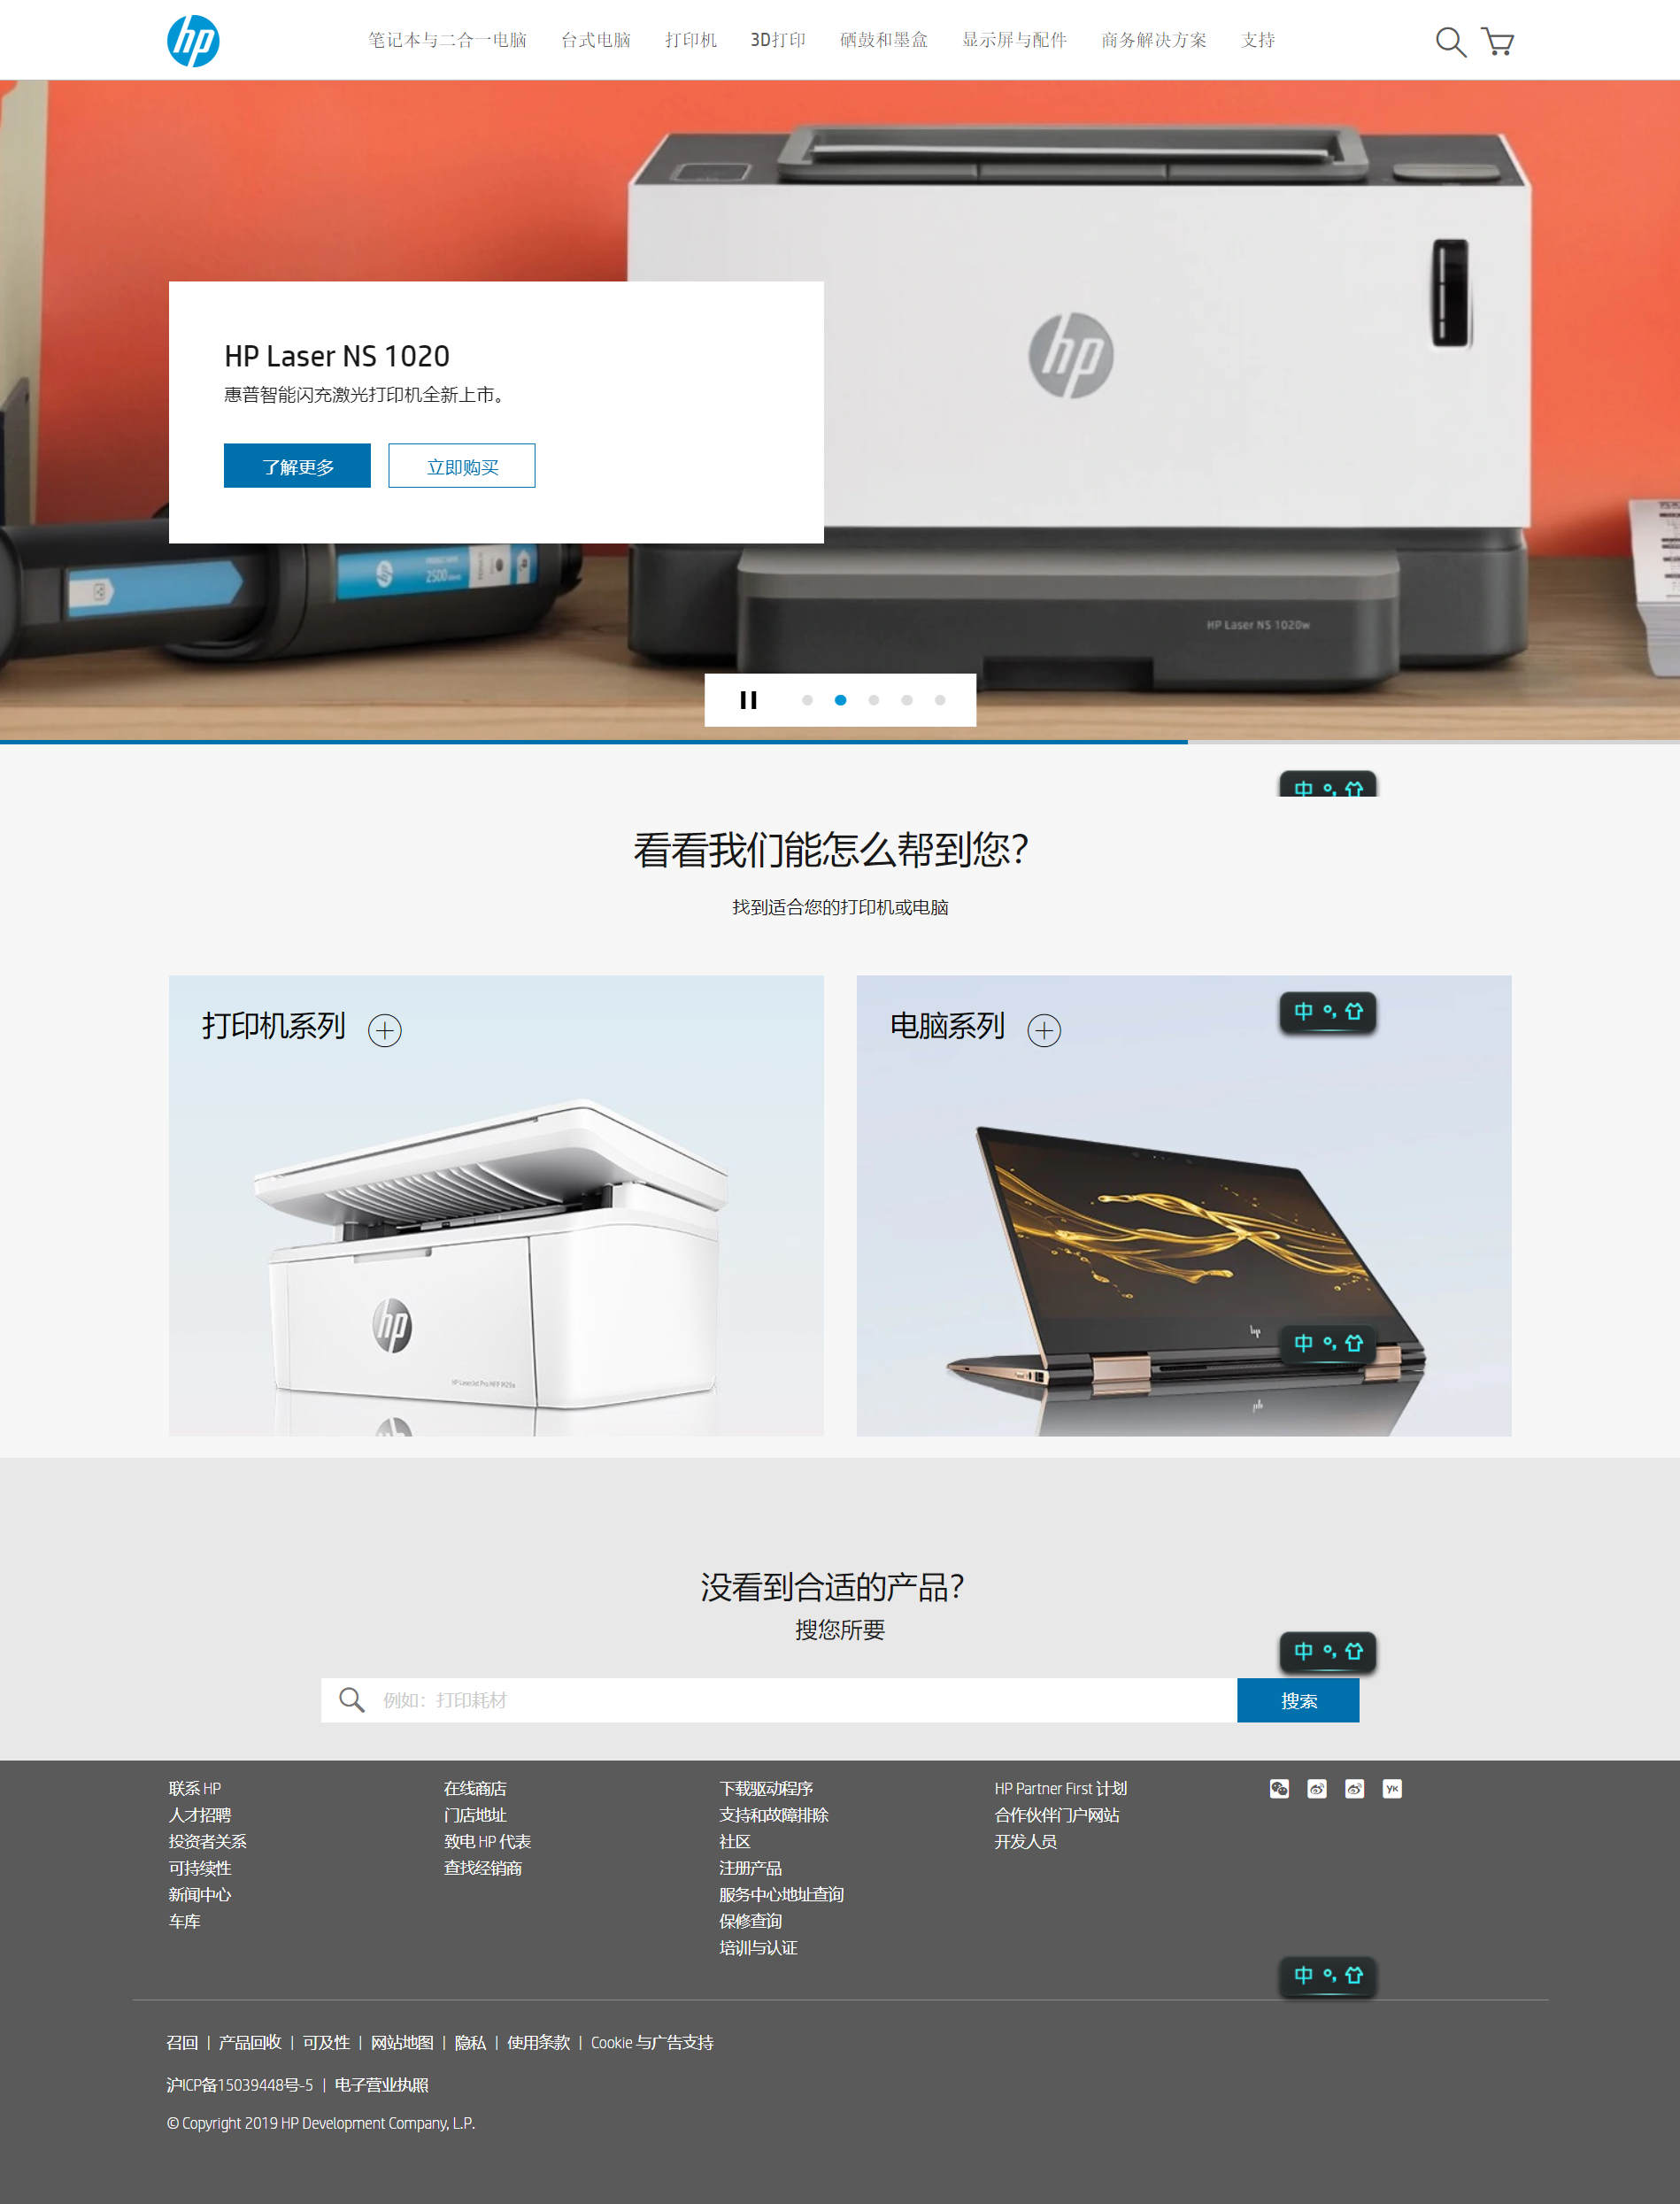 hp
笔记本与二合一电脑 台式电脑 打印机 3D打印 硒鼓和墨盒 显示屏与配件 商务解决方案 支持
hp
HP Laser NS 1020
惠普智能闪充激光打印机全新上市。
了解更多 立即购买
hp
2500
HP Laser NS 1020w
中
看看我们能怎么帮到您?
找到适合您的打印机或电脑
打印机系列
电脑系列
中
hp
HP LaserJet Pro MFP M29a
hp
中
没看到合适的产品?
搜您所要
中
例如：打印耗材
搜索
联系 HP
人才招聘
投资者关系
可持续性
新闻中心
车库
在线商店
门店地址
致电 HP 代表
查找经销商
下载驱动程序
支持和故障排除
社区
注册产品
服务中心地址查询
保修查询
培训与认证
HP Partner First 计划
合作伙伴门户网站
开发人员
YK
中
召回 | 产品回收 | 可及性 | 网站地图 | 隐私 | 使用条款 | Cookie 与广告支持
沪ICP备15039448号-5 | 电子营业执照
© Copyright 2019 HP Development Company, L.P.